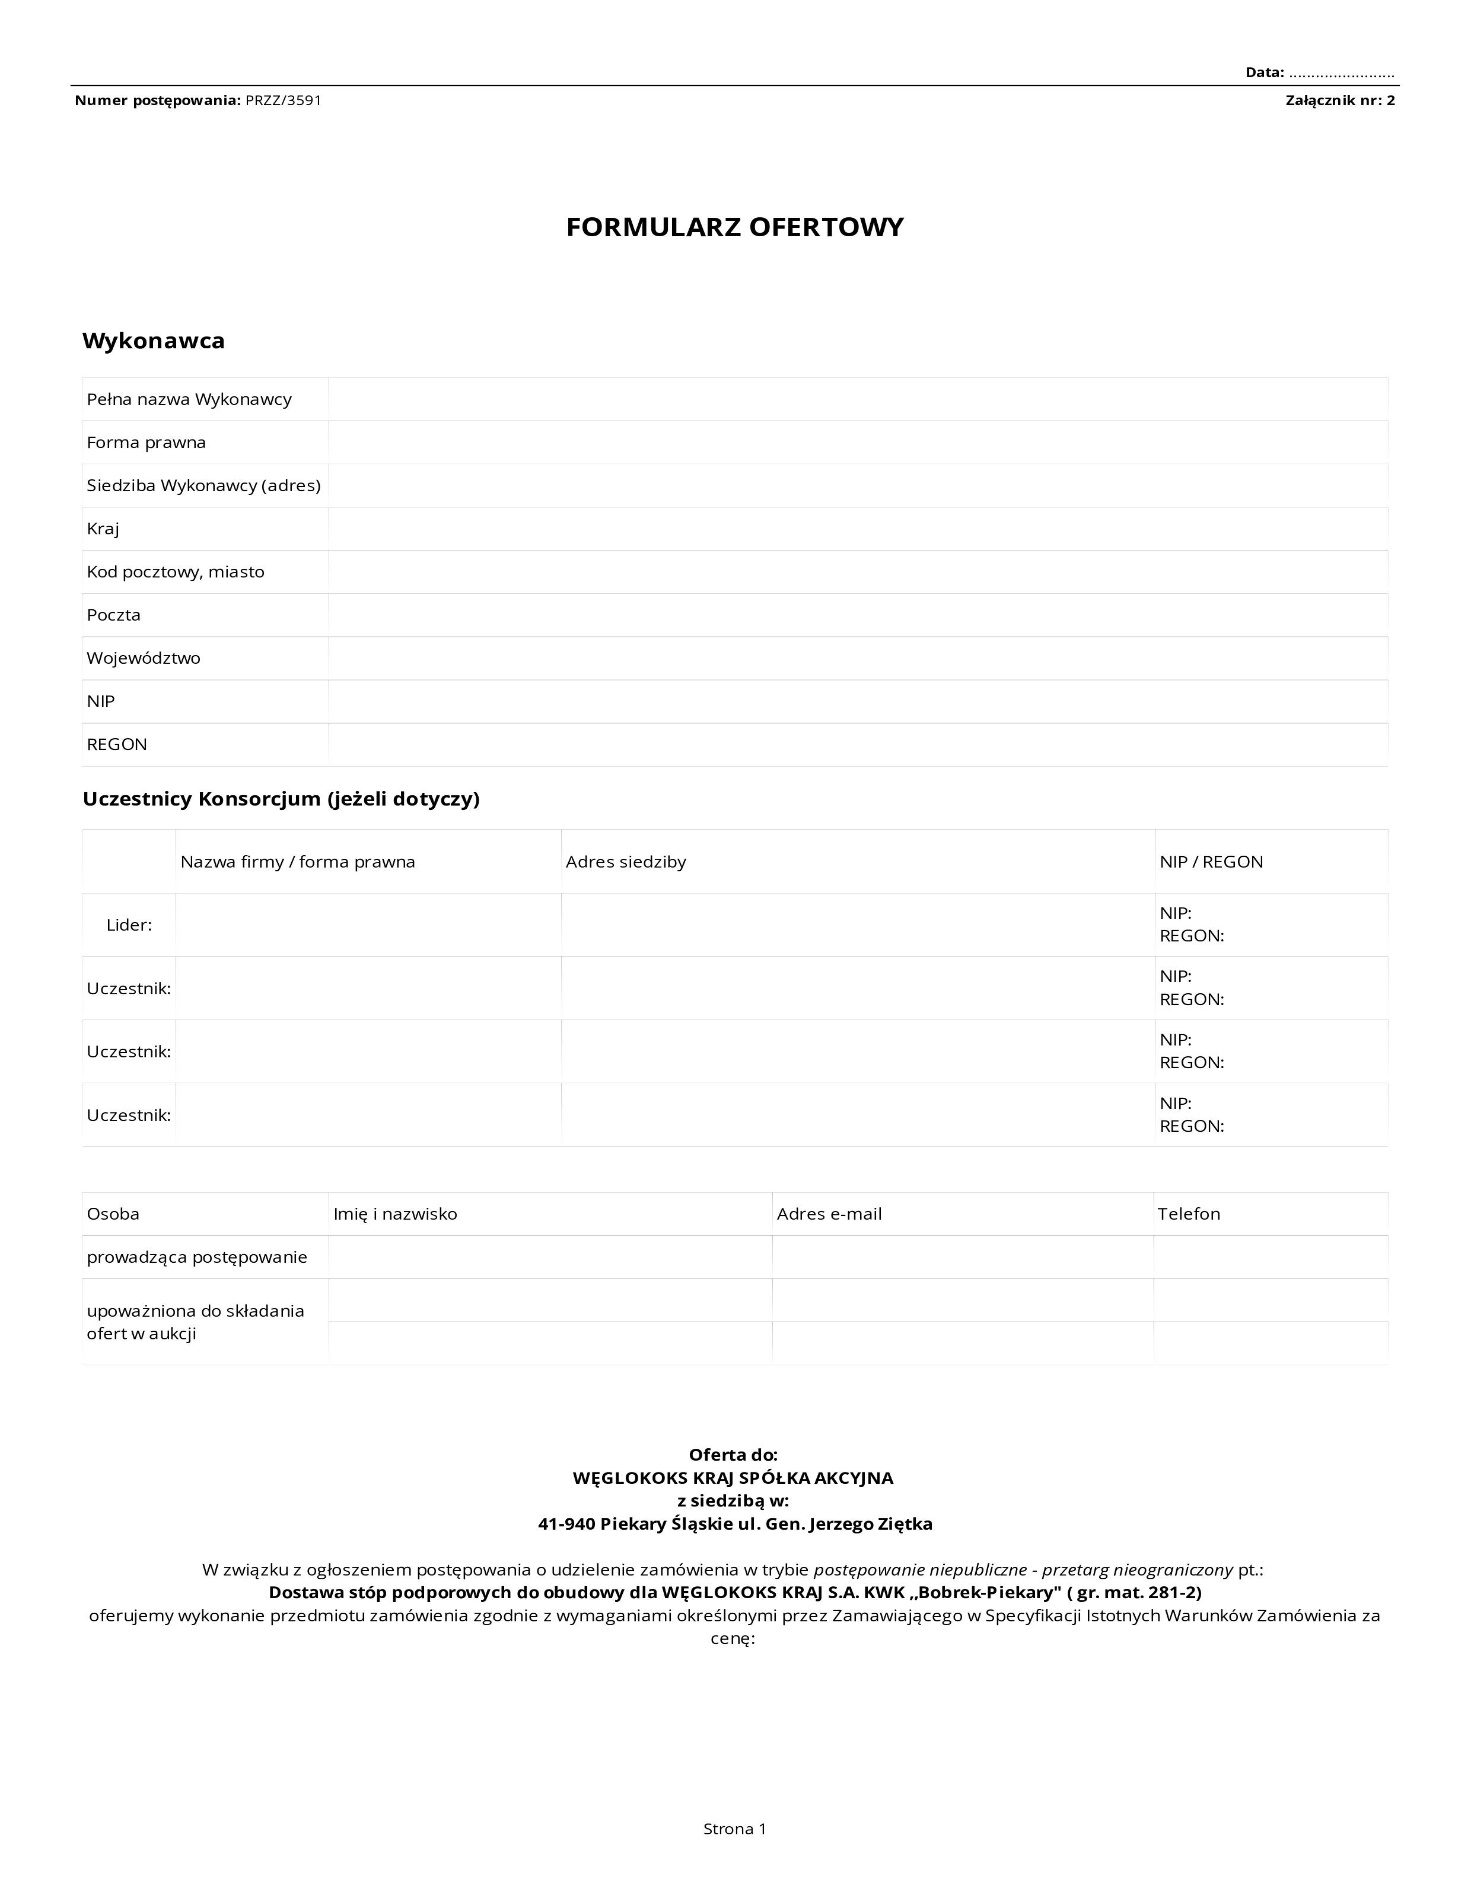 Data: ........................
Numer postępowania: PRZZ/3591
Załącznik nr: 2
FORMULARZ OFERTOWY
Wykonawca
Pełna nazwa Wykonawcy
Forma prawna
Siedziba Wykonawcy (adres)
Kraj
Kod pocztowy, miasto
Poczta
Województwo
NIP
REGON
Uczestnicy Konsorcjum (jeżeli dotyczy)
Nazwa firmy / forma prawna
Adres siedziby
NIP / REGON
Lider:
NIP:
REGON:
Uczestnik:
NIP:
REGON:
Uczestnik:
NIP:
REGON:
Uczestnik:
NIP:
REGON:
Osoba
Imię i nazwisko
Adres e-mail
Telefon
prowadząca postępowanie
upoważniona do składania
ofert w aukcji
Oferta do:
WĘGLOKOKS KRAJ SPÓŁKA AKCYJNA
z siedzibą w:
41-940 Piekary Śląskie ul. Gen. Jerzego Ziętka
W związku z ogłoszeniem postępowania o udzielenie zamówienia w trybie postępowanie niepubliczne - przetarg nieograniczony pt.:
Dostawa stóp podporowych do obudowy dla WĘGLOKOKS KRAJ S.A. KWK ,,Bobrek-Piekary" ( gr. mat. 281-2)
oferujemy wykonanie przedmiotu zamówienia zgodnie z wymaganiami określonymi przez Zamawiającego w Specyfikacji Istotnych Warunków Zamówienia za
cenę:
Strona 1